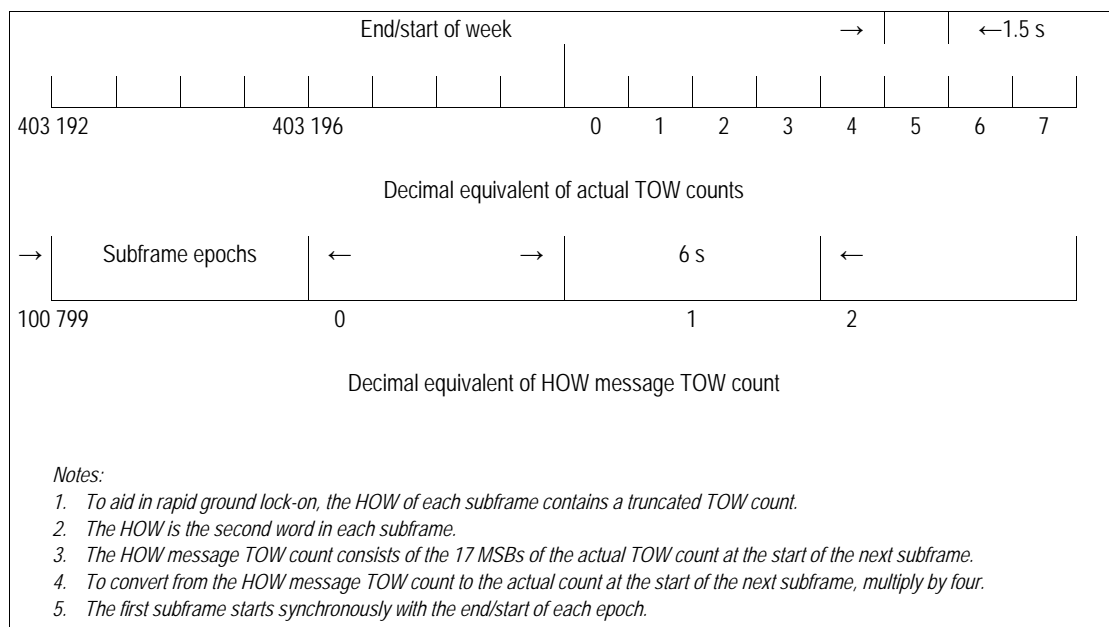 End/start of week → ←1.5 s
403 192 403 196 0 1 2 3 4 5 6 7
Decimal equivalent of actual TOW counts
→ Subframe epochs ← → 6 s ←
100 799 0 1 2
Decimal equivalent of HOW message TOW count
Notes:
1. To aid in rapid ground lock-on, the HOW of each subframe contains a truncated TOW count.
2. The HOW is the second word in each subframe.
3. The HOW message TOW count consists of the 17 MSBs of the actual TOW count at the start of the next subframe.
4. To convert from the HOW message TOW count to the actual count at the start of the next subframe, multiply by four.
5. The first subframe starts synchronously with the end/start of each epoch.